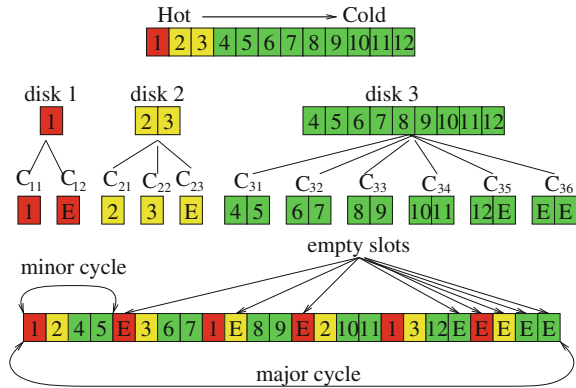 Hot Cold
1 2 3 4 5 6 7 8 9 10 11 12
disk 1 disk 2 disk 3
1 2 3 4 5 6 7 8 9 10 11 12
C11 C12 C21 C22 C23 C31 C32 C33 C34 C35 C36
1 E 2 3 E 4 5 6 7 8 9 10 11 12 E E E
empty slots
minor cycle
1 2 4 5 E 3 6 7 1 E 8 9 E 2 10 11 1 3 12 E E E E E
major cycle